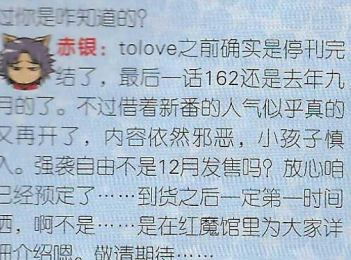 过你是咋知道的?
赤银：tolove之前确实是停刊完
结了，最后一话162还是去年九
月的了。不过借着新番的人气似乎真的
又再开了，内容依然邪恶，小孩子慎
入。强袭自由不是12月发售吗？放心咱
已经预定了……到货之后一定第一时间
晒，啊不是……是在红魔馆里为大家详
细介绍嗯。敬请期待……